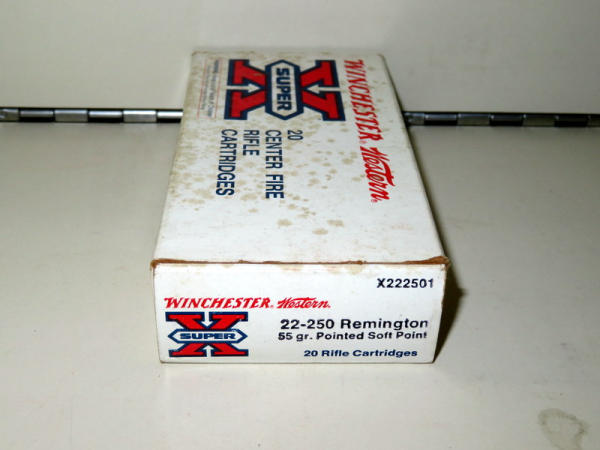 WINCHESTER Western
X SUPER
20
CENTER FIRE
RIFLE
CARTRIDGES
X222501
WINCHESTER Western
X SUPER
22-250 Remington
55 gr. Pointed Soft Point
20 Rifle Cartridges